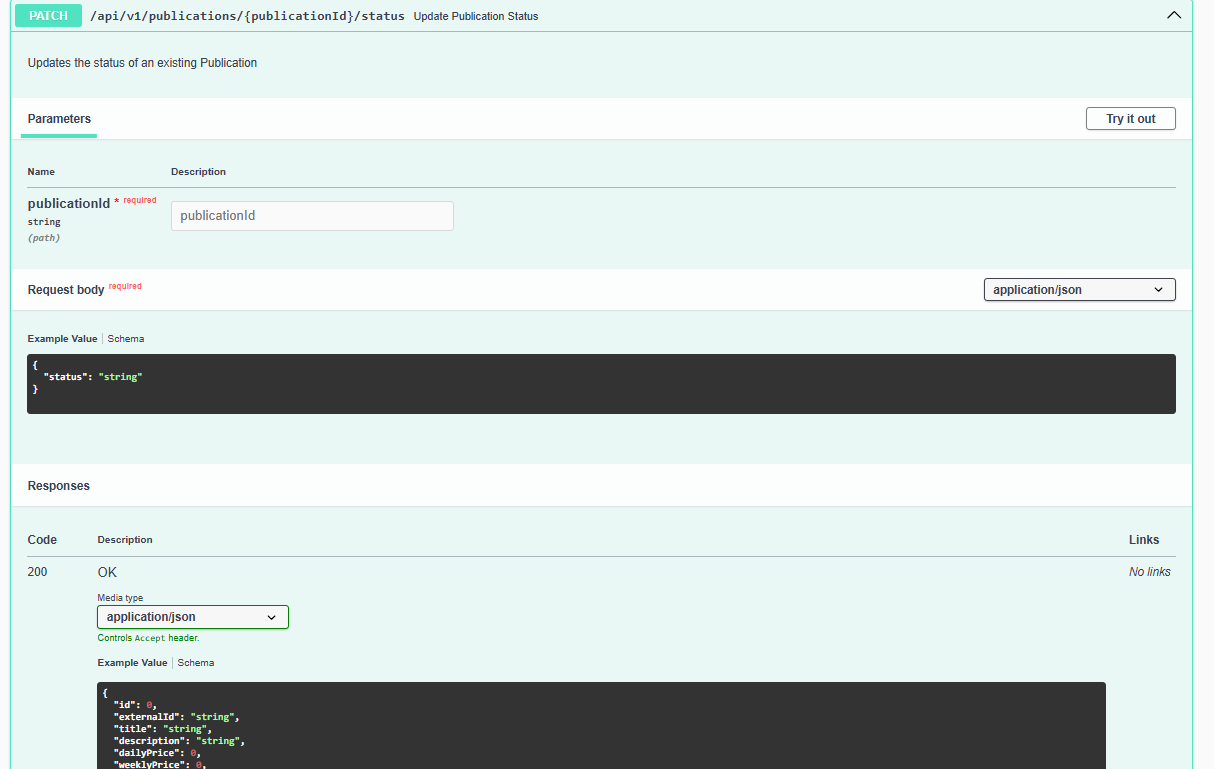 PATCH /api/v1/publications/{publicationId}/status Update Publication Status
Updates the status of an existing Publication
Parameters
Try it out
Name Description
publicationId * required
string
(path)
publicationId
Request body required
application/json
Example Value Schema
{
"status": "string"
}
Responses
Code Description Links
200 OK No links
Media type
application/json
Controls Accept header.
Example Value Schema
{
"id": 0,
"externalId": "string",
"title": "string",
"description": "string",
"dailyPrice": 0,
"weeklyPrice": 0,